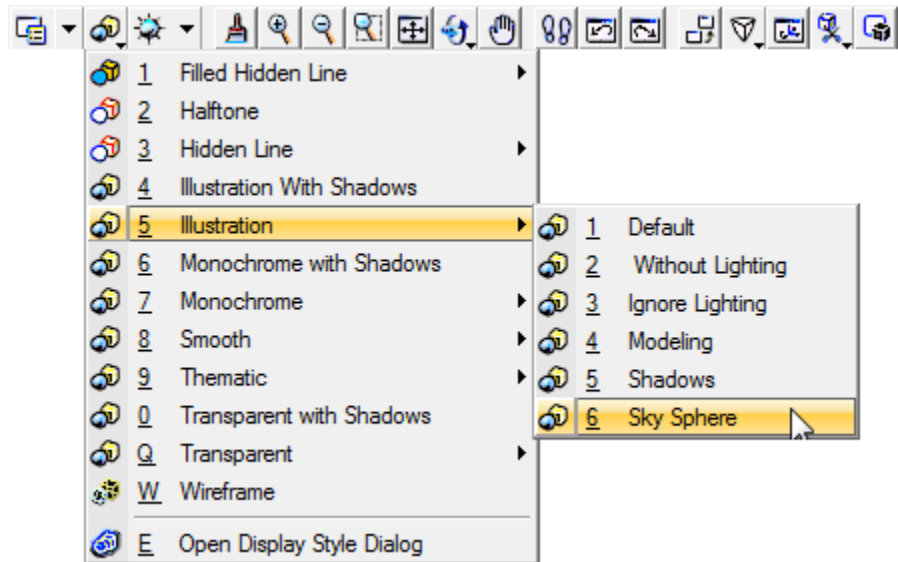 1 Filled Hidden Line
2 Halftone
3 Hidden Line
4 Illustration With Shadows
5 Illustration
6 Monochrome with Shadows
7 Monochrome
8 Smooth
9 Thematic
0 Transparent with Shadows
Q Transparent
W Wireframe
E Open Display Style Dialog
1 Default
2 Without Lighting
3 Ignore Lighting
4 Modeling
5 Shadows
6 Sky Sphere